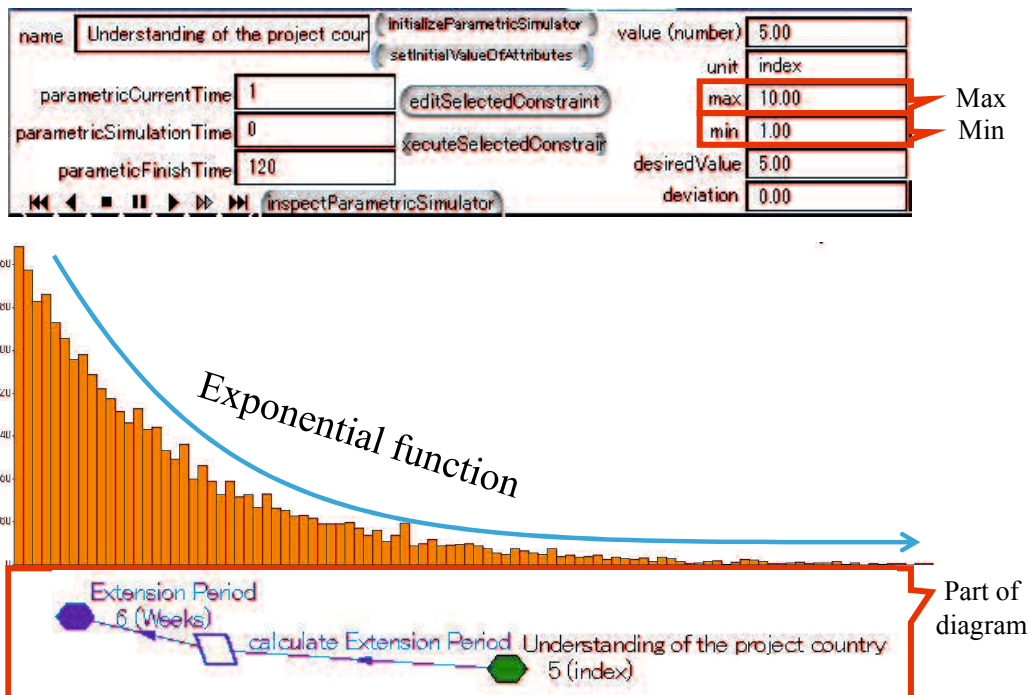 name Understanding of the project cour
initializeParametricSimulator
setInitialValueOfAttributes
value (number) 5.00
unit index
parametricCurrentTime 1
editSelectedConstraint
max 10.00
Max
parametricSimulationTime 0
xecuteSelectedConstrair
min 1.00
Min
parameticFinishTime 120
desiredValue 5.00
inspectParametricSimulator
deviation 0.00
Exponential function
Extension Period
6 (Weeks)
calculate Extension Period
Understanding of the project country
5 (index)
Part of
diagram